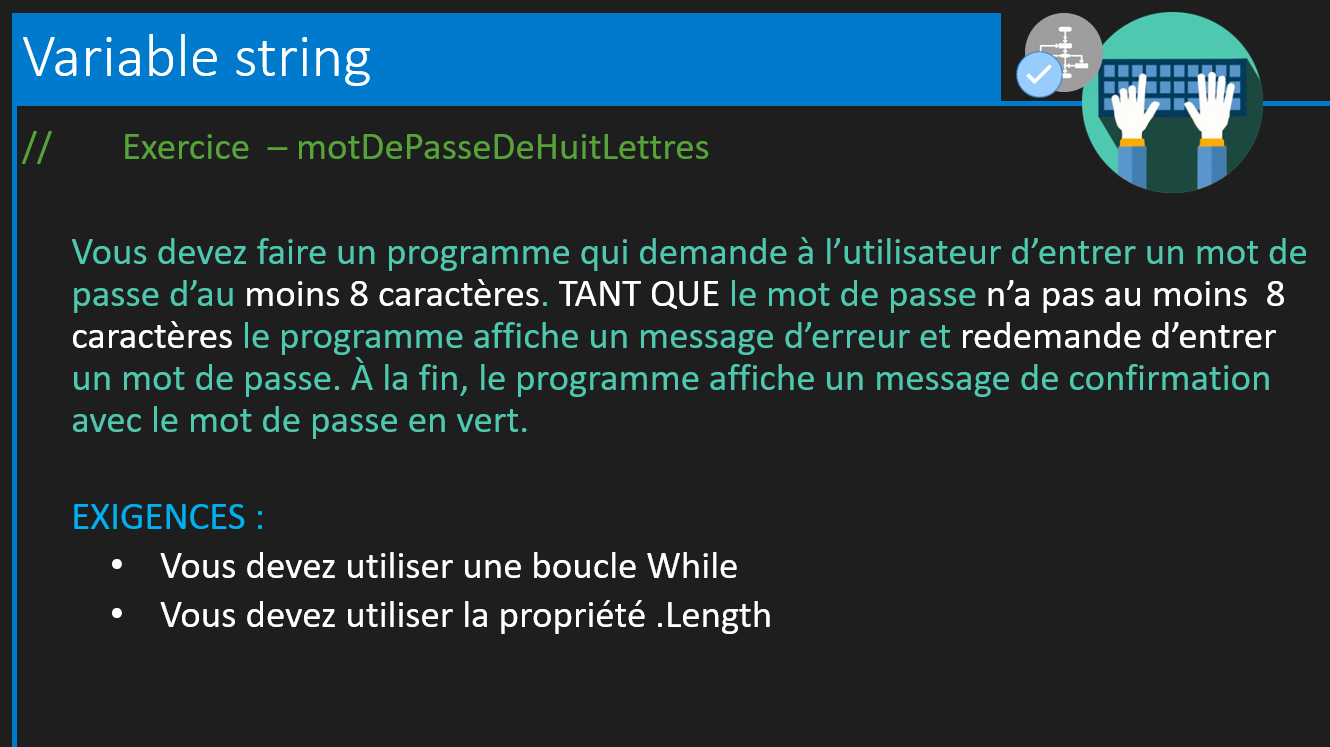 Variable string
// Exercice – motDePasseDeHuitLettres
Vous devez faire un programme qui demande à l’utilisateur d’entrer un mot de
passe d’au moins 8 caractères. TANT QUE le mot de passe n’a pas au moins 8
caractères le programme affiche un message d’erreur et redemande d’entrer
un mot de passe. À la fin, le programme affiche un message de confirmation
avec le mot de passe en vert.
EXIGENCES :
• Vous devez utiliser une boucle While
• Vous devez utiliser la propriété .Length